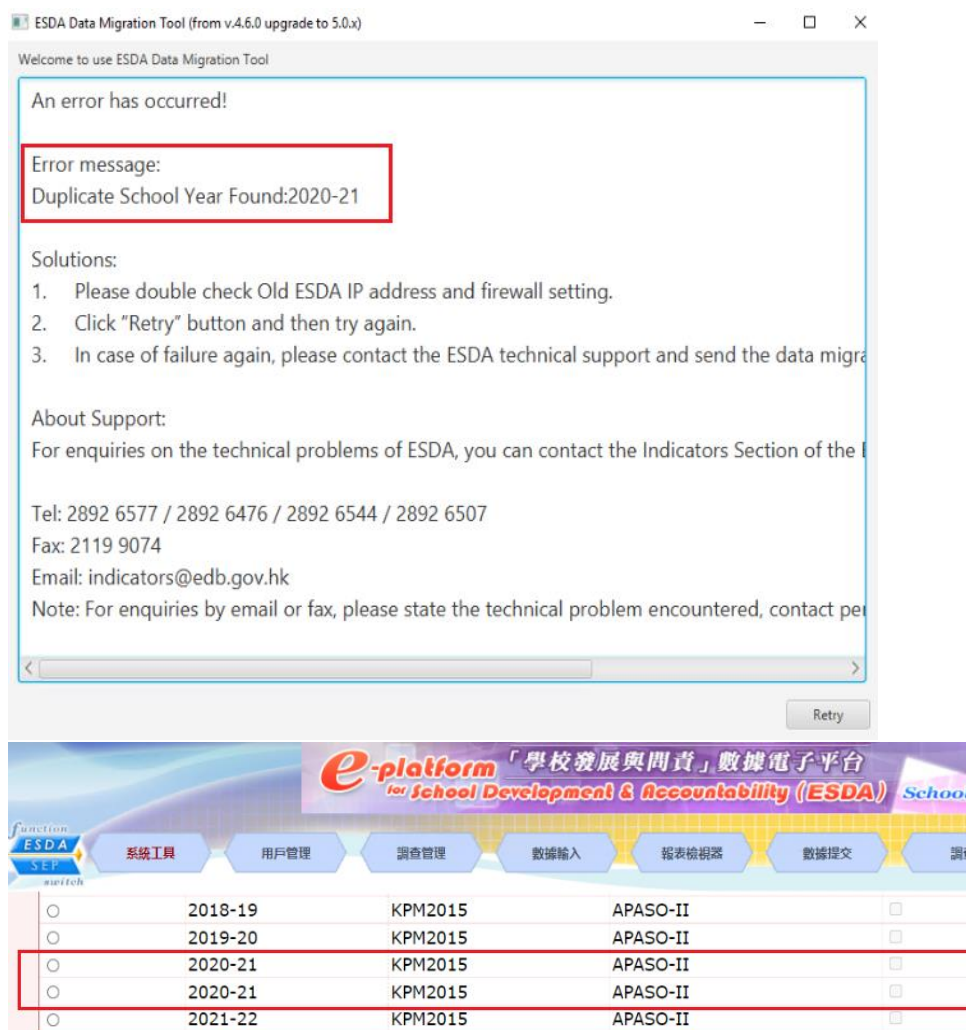 ESDA Data Migration Tool (from v.4.6.0 upgrade to 5.0.x)
Welcome to use ESDA Data Migration Tool
An error has occurred!
Error message:
Duplicate School Year Found:2020-21
Solutions:
1. Please double check Old ESDA IP address and firewall setting.
2. Click "Retry" button and then try again.
3. In case of failure again, please contact the ESDA technical support and send the data migra
About Support:
For enquiries on the technical problems of ESDA, you can contact the Indicators Section of the
Tel: 2892 6577 / 2892 6476 / 2892 6544 / 2892 6507
Fax: 2119 9074
Email: indicators@edb.gov.hk
Note: For enquiries by email or fax, please state the technical problem encountered, contact per
Retry
e-platform 「學校發展與問責」數據電子平台
for School Development & Accountability (ESDA) School
function
ESDA
SEP
switch
系統工具 用戶管理 調查管理 數據輸入 報表檢視器 數據提交 調
2018-19 KPM2015 APASO-II
2019-20 KPM2015 APASO-II
2020-21 KPM2015 APASO-II
2020-21 KPM2015 APASO-II
2021-22 KPM2015 APASO-II